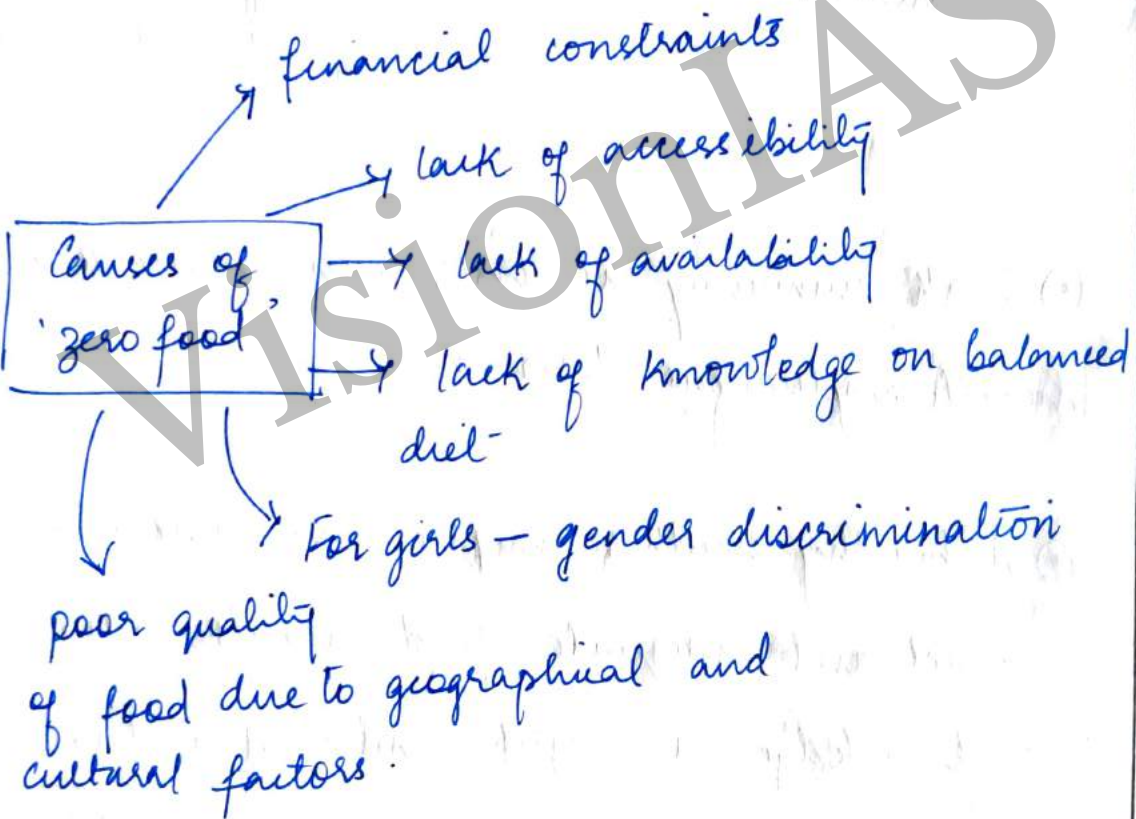 financial constraints
lack of accessibility
Causes of
'zero food'
lack of availability
lack of knowledge on balanced
diet
For girls – gender discrimination
poor quality
of food due to geographical and
cultural factors.
VisionIAS